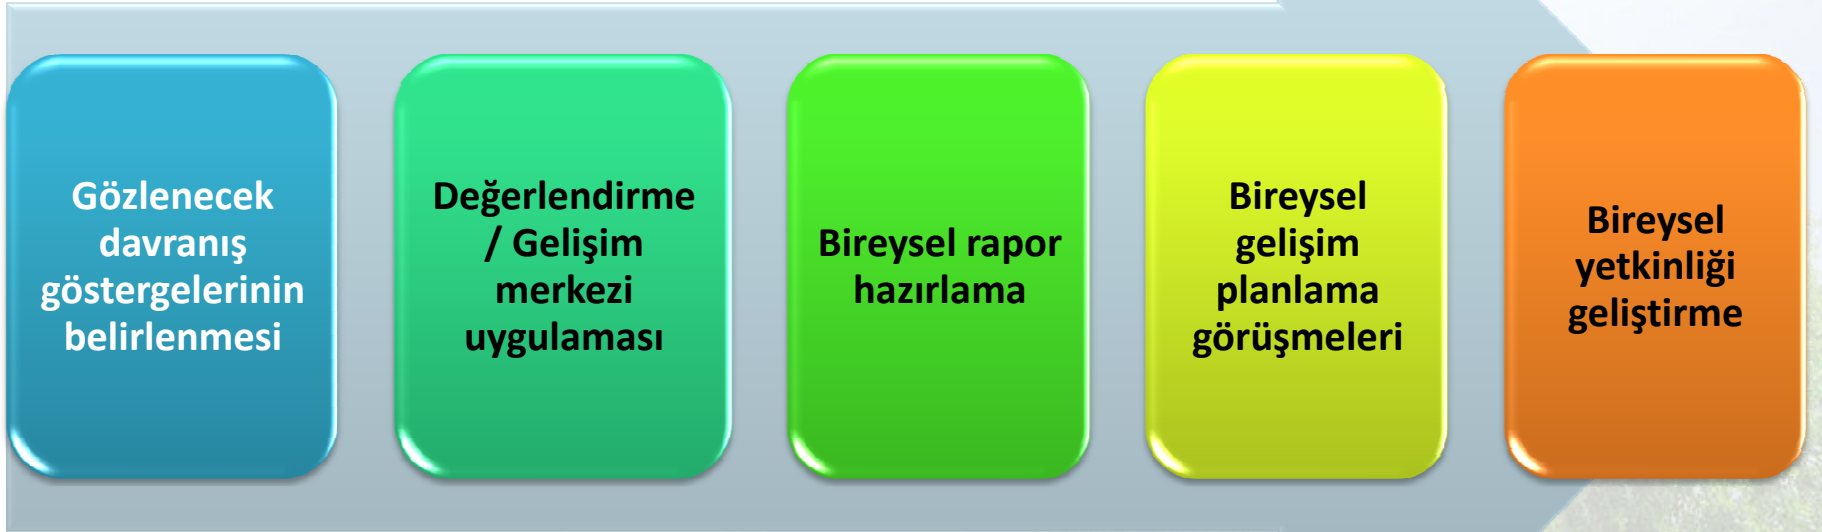 Gözlenecek
davranış
göstergelerinin
belirlenmesi
Değerlendirme
/ Gelişim
merkezi
uygulaması
Bireysel rapor
hazırlama
Bireysel
gelişim
planlama
görüşmeleri
Bireysel
yetkinliği
geliştirme